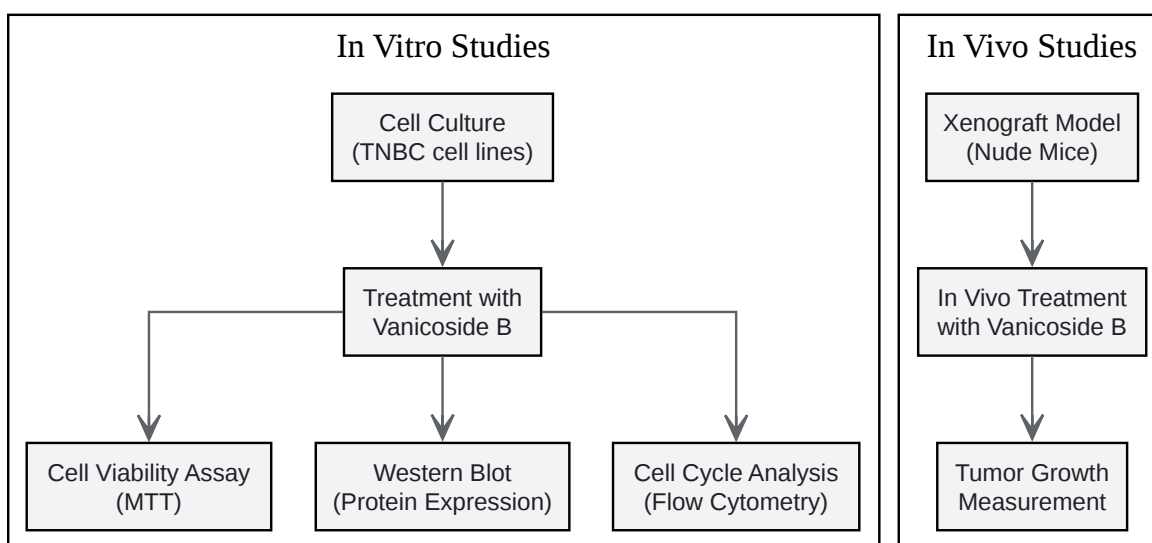 In Vitro Studies
Cell Culture
(TNBC cell lines)
Treatment with
Vanicoside B
Cell Viability Assay
(MTT)
Western Blot
(Protein Expression)
Cell Cycle Analysis
(Flow Cytometry)
In Vivo Studies
Xenograft Model
(Nude Mice)
In Vivo Treatment
with Vanicoside B
Tumor Growth
Measurement